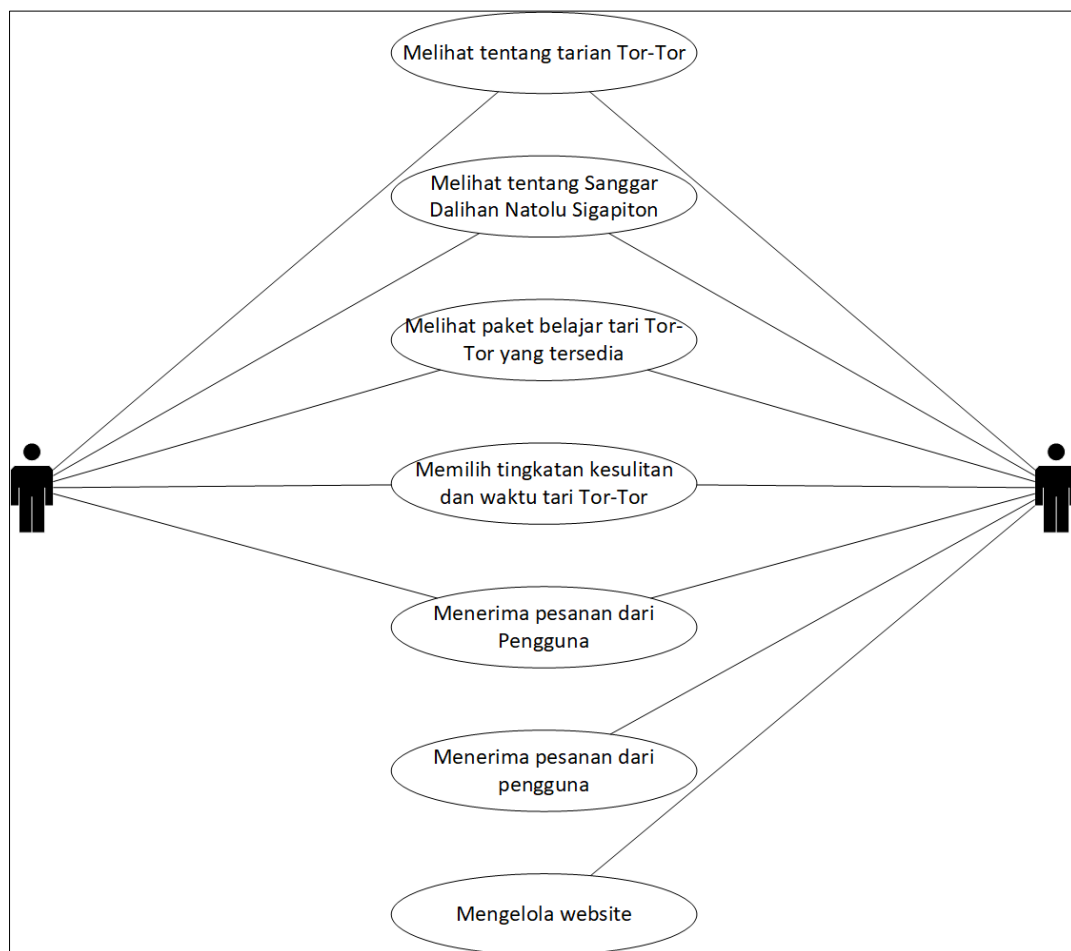 Melihat tentang tarian Tor-Tor
Melihat tentang Sanggar
Dalihan Natolu Sigapiton
Melihat paket belajar tari Tor-
Tor yang tersedia
Memilih tingkatan kesulitan
dan waktu tari Tor-Tor
Menerima pesanan dari
Pengguna
Menerima pesanan dari
pengguna
Mengelola website